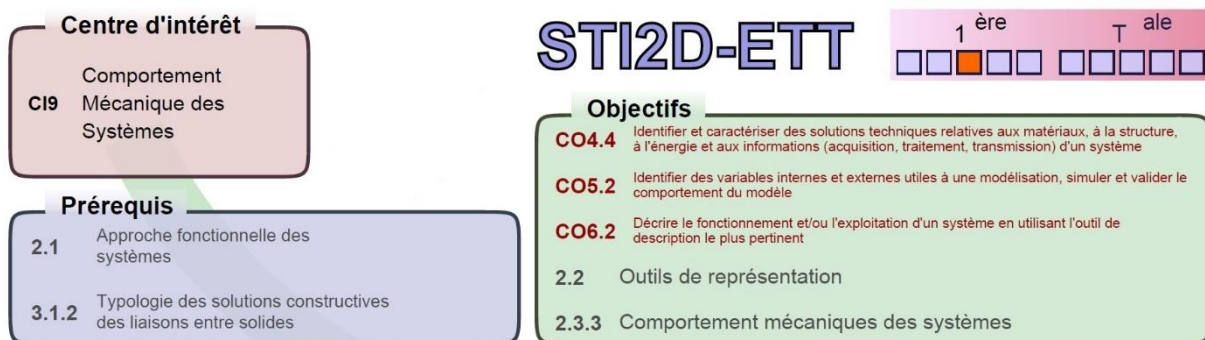 Centre d'intérêt
CI9
Comportement
Mécanique des
Systèmes
Prérequis
2.1
Approche fonctionnelle des
systèmes
3.1.2
Typologie des solutions constructives
des liaisons entre solides
STI2D-ETT
1 ère
T ale
Objectifs
CO4.4
Identifier et caractériser des solutions techniques relatives aux matériaux, à la structure,
à l'énergie et aux informations (acquisition, traitement, transmission) d'un système
CO5.2
Identifier des variables internes et externes utiles à une modélisation, simuler et valider le
comportement du modèle
CO6.2
Décrire le fonctionnement et/ou l'exploitation d'un système en utilisant l'outil de
description le plus pertinent
2.2 Outils de représentation
2.3.3 Comportement mécaniques des systèmes